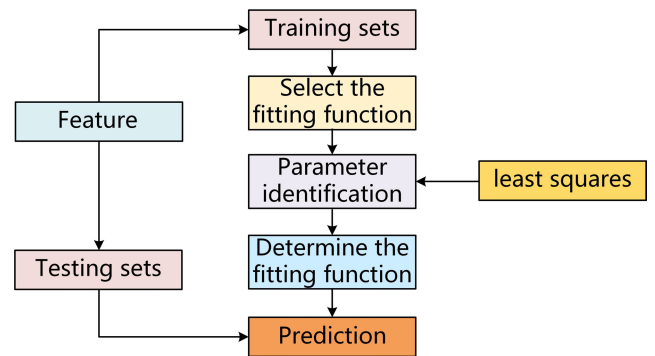 Training sets
Select the
fitting function
Feature
Parameter
identification
least squares
Determine the
fitting function
Testing sets
Prediction